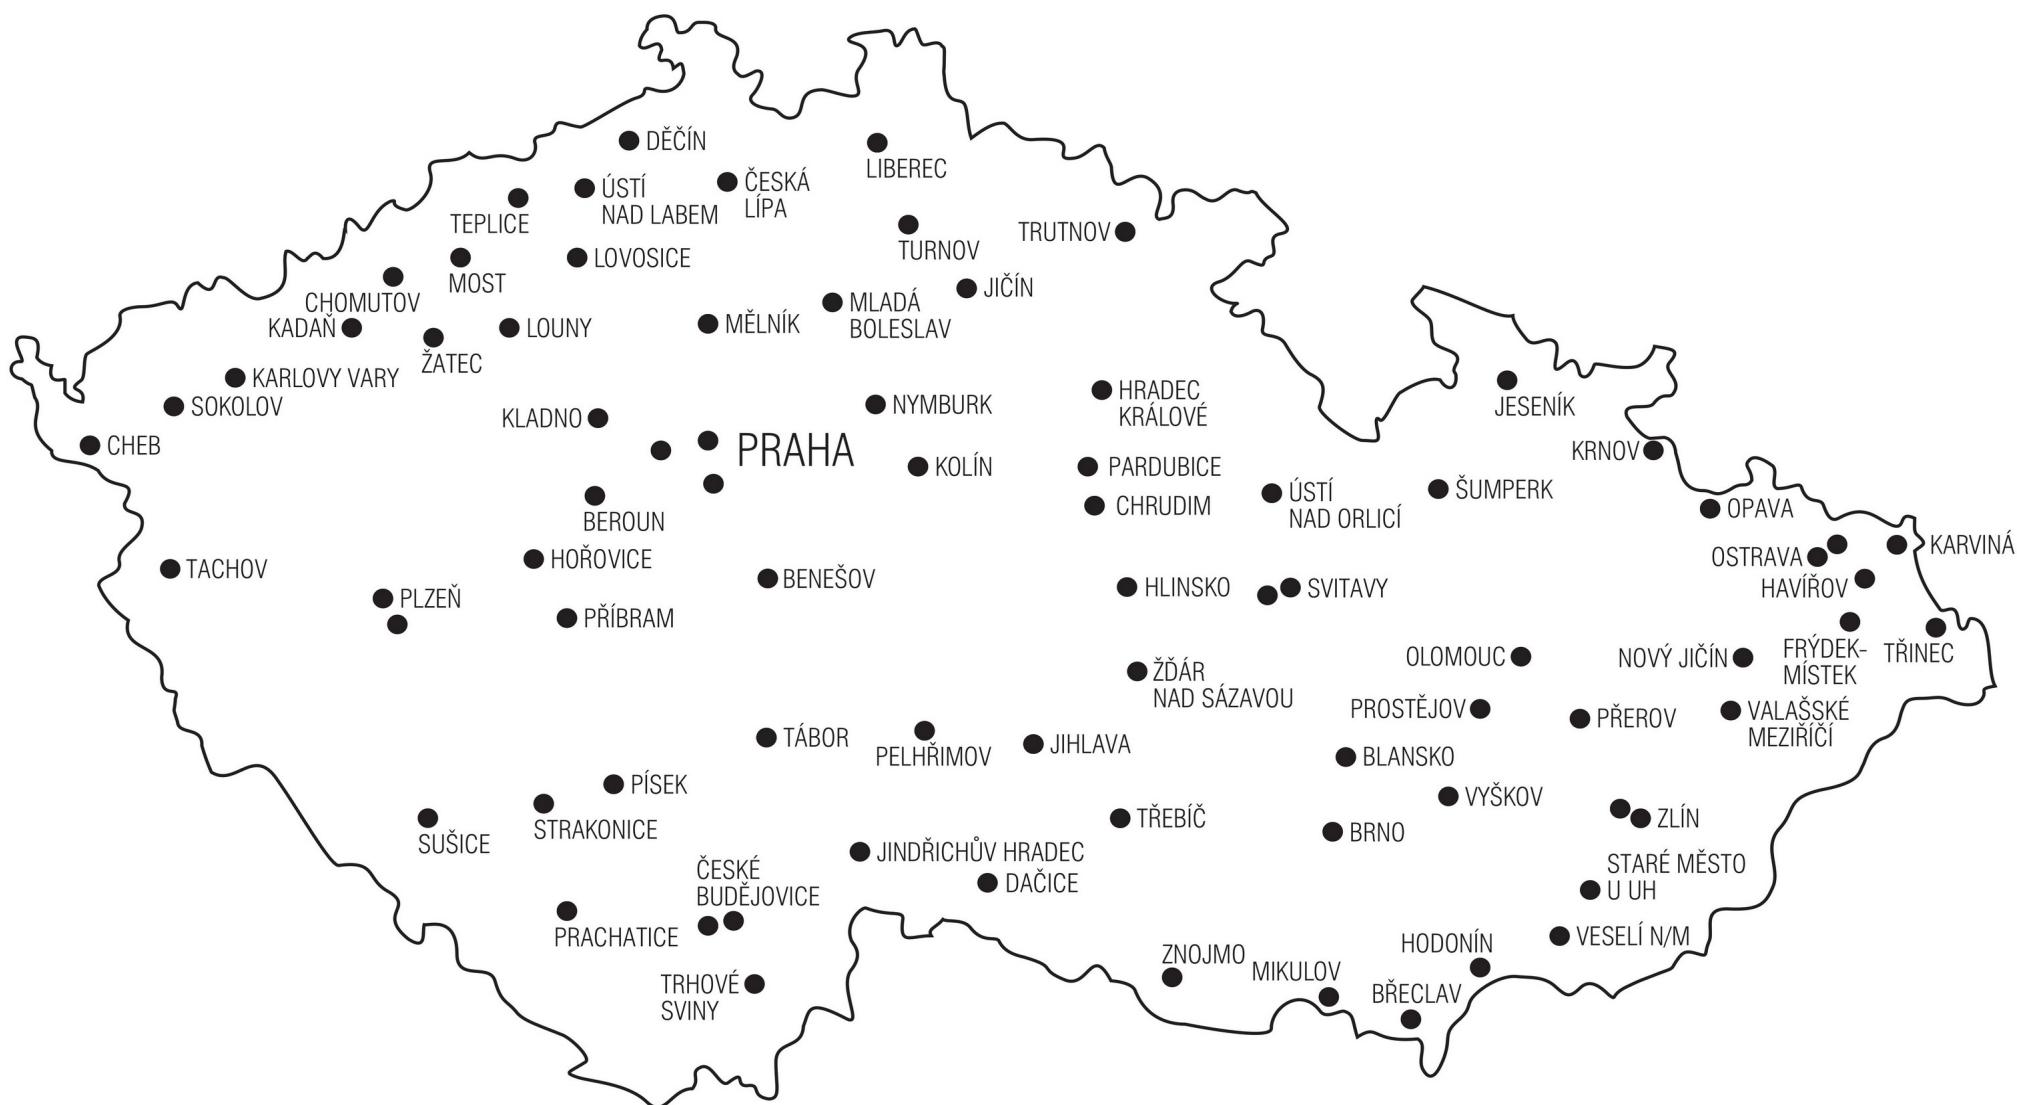 DĚČÍN
LIBEREC
ÚSTÍ
NAD LABEM
ČESKÁ
LÍPA
TEPLICE
TURNOV
TRUTNOV
LOVOSICE
MOST
CHOMUTOV
JIČÍN
MLADÁ
BOLESLAV
KADAŇ
LOUNY
MĚLNÍK
ŽATEC
KARLOVY VARY
SOKOLOV
JESENÍK
HRADEC
KRÁLOVÉ
NYMBURK
KLADNO
CHEB
PRAHA
KRNOV
KOLÍN
PARDUBICE
ÚSTÍ
NAD ORLICÍ
ŠUMPERK
CHRUDIM
OPAVA
BEROUN
KARVINÁ
HOŘOVICE
OSTRAVA
TACHOV
BENEŠOV
HAVÍŘOV
HLINSKO
SVITAVY
PLZEŇ
PŘÍBRAM
FRÝDEK-
MÍSTEK
TŘINEC
OLOMOUC
NOVÝ JIČÍN
ŽĎÁR
NAD SÁZAVOU
PROSTĚJOV
PŘEROV
VALAŠSKÉ
MEZIŘÍČÍ
TÁBOR
PELHŘIMOV
JIHLAVA
BLANSKO
PÍSEK
VYŠKOV
STRAKONICE
SUŠICE
TŘEBÍČ
BRNO
ZLÍN
JINDŘICHŮV HRADEC
STARÉ MĚSTO
U UH
ČESKÉ
BUDĚJOVICE
DAČICE
PRACHATICE
VESELÍ N/M
HODONÍN
ZNOJMO
MIKULOV
BŘECLAV
TRHOVÉ
SVINY